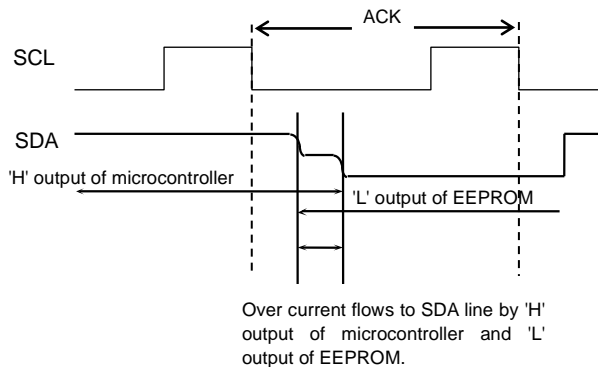 ACK
SCL
SDA
'H' output of microcontroller
'L' output of EEPROM
Over current flows to SDA line by 'H'
output of microcontroller and 'L'
output of EEPROM.